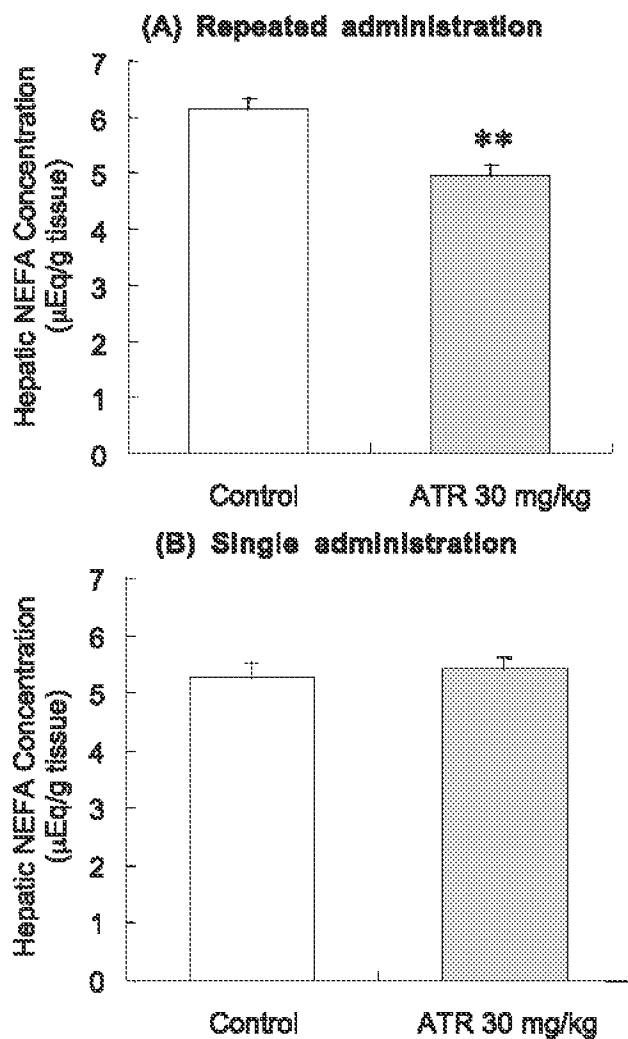 (A) Repeated administration
Hepatic NEFA Concentration
(µEq/g tissue)
7
6
5
4
3
2
1
0
**
Control
ATR 30 mg/kg
(B) Single administration
Hepatic NEFA Concentration
(µEq/g tissue)
7
6
5
4
3
2
1
0
Control
ATR 30 mg/kg